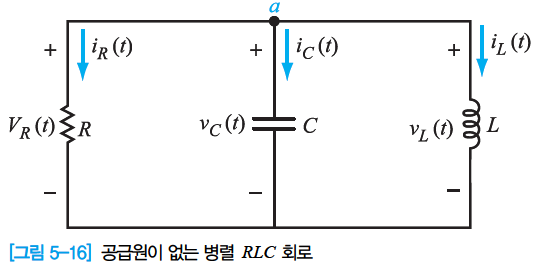 a
+ i_R(t) + i_C(t) + i_L(t)
V_R(t) R v_C(t) C v_L(t) L
− − −
[그림 5–16] 공급원이 없는 병렬 RLC 회로